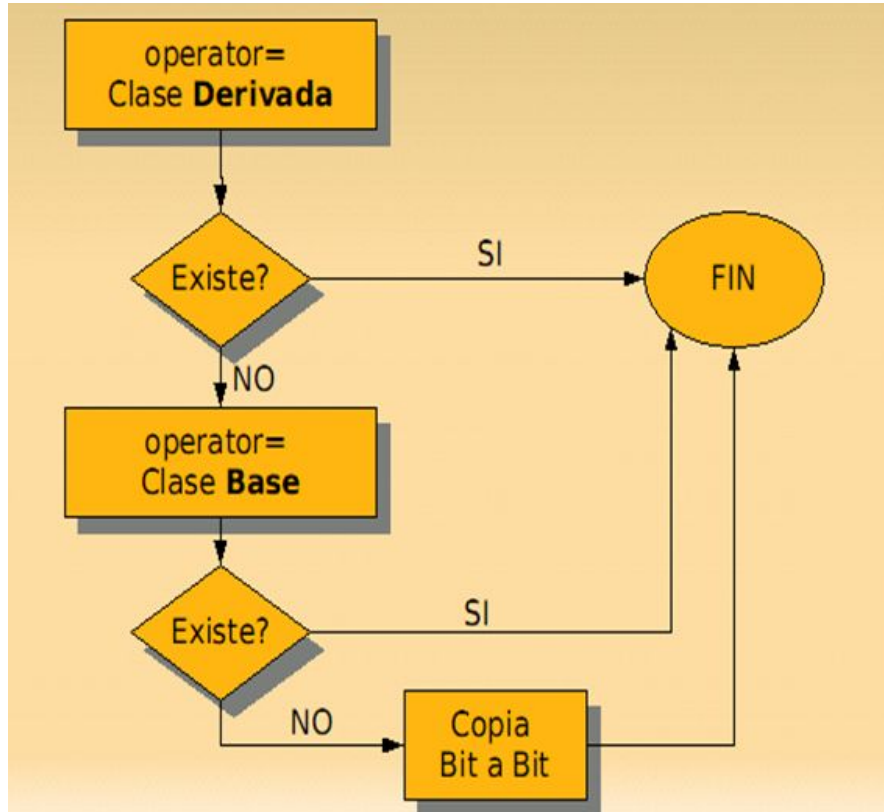 operator=
Clase Derivada
Existe?
SI
FIN
NO
operator=
Clase Base
Existe?
SI
NO
Copia
Bit a Bit